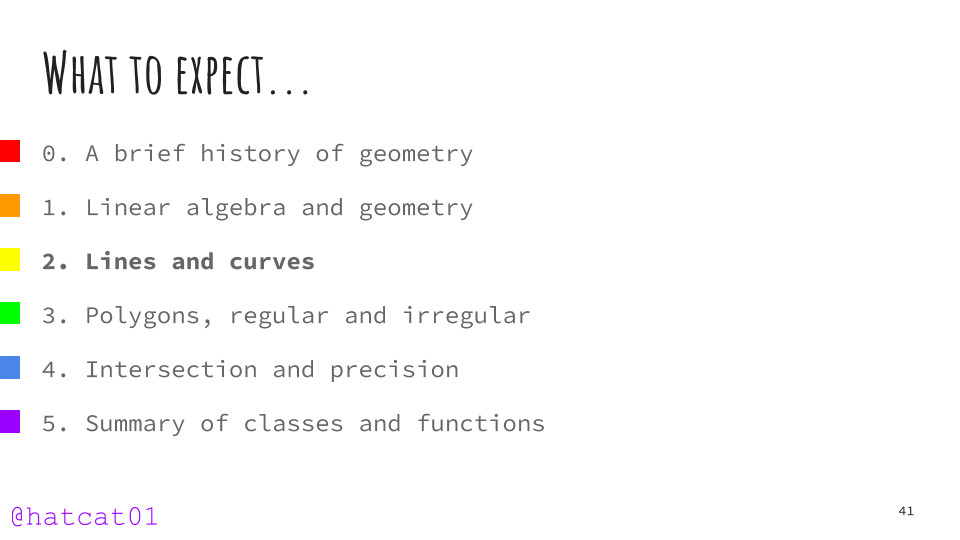 What to expect...
0. A brief history of geometry
1. Linear algebra and geometry
2. Lines and curves
3. Polygons, regular and irregular
4. Intersection and precision
5. Summary of classes and functions
@hatcat01
41